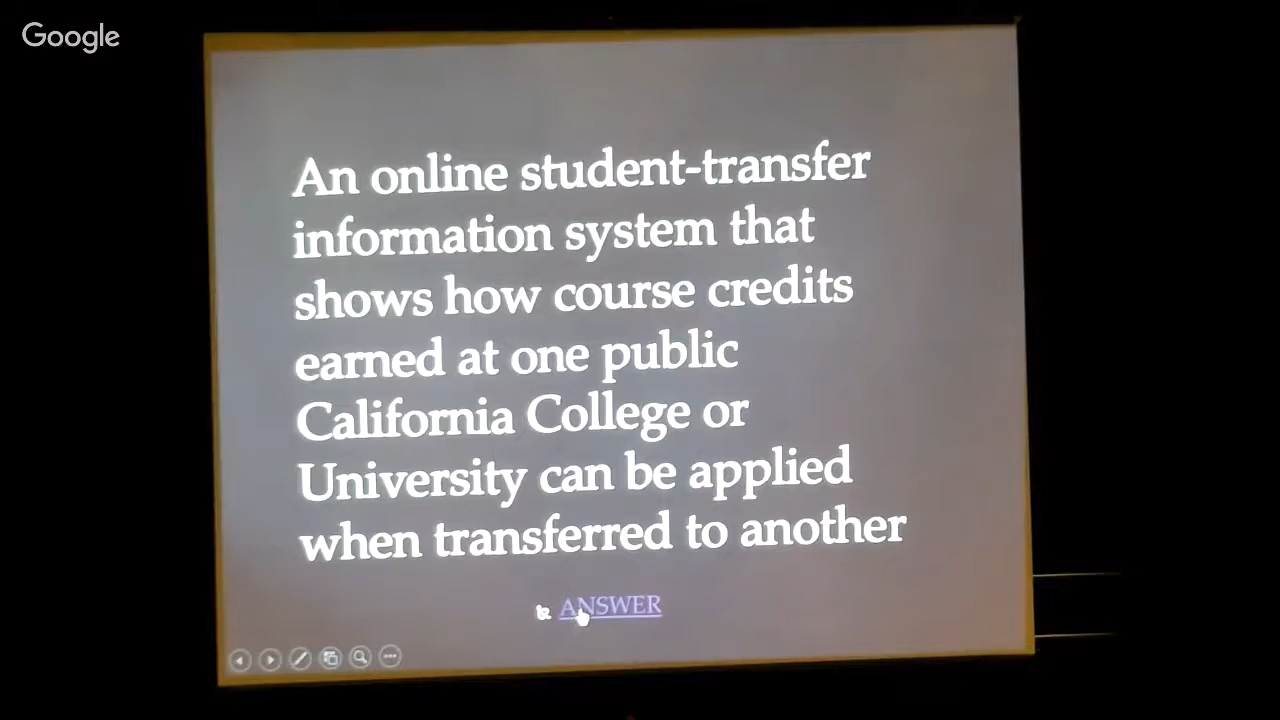 Google
An online student-transfer
information system that
shows how course credits
earned at one public
California College or
University can be applied
when transferred to another
ANSWER